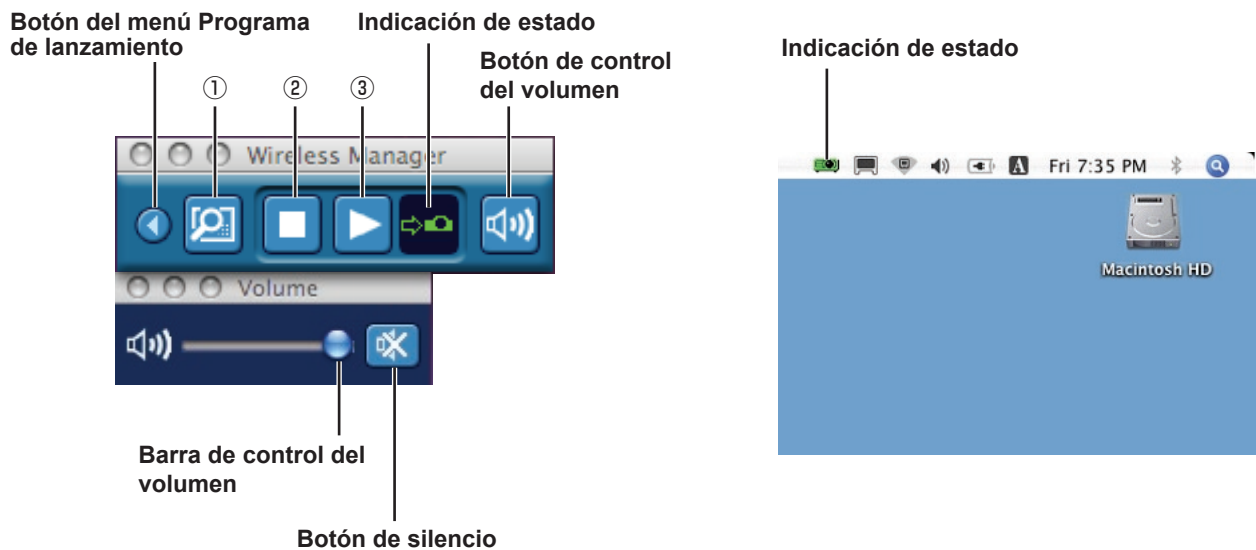 Botón del menú Programa
de lanzamiento
Indicación de estado
Botón de control
del volumen
① ② ③
Wireless Manager
Volume
Barra de control del
volumen
Botón de silencio
Indicación de estado
A Fri 7:35 PM
Macintosh HD